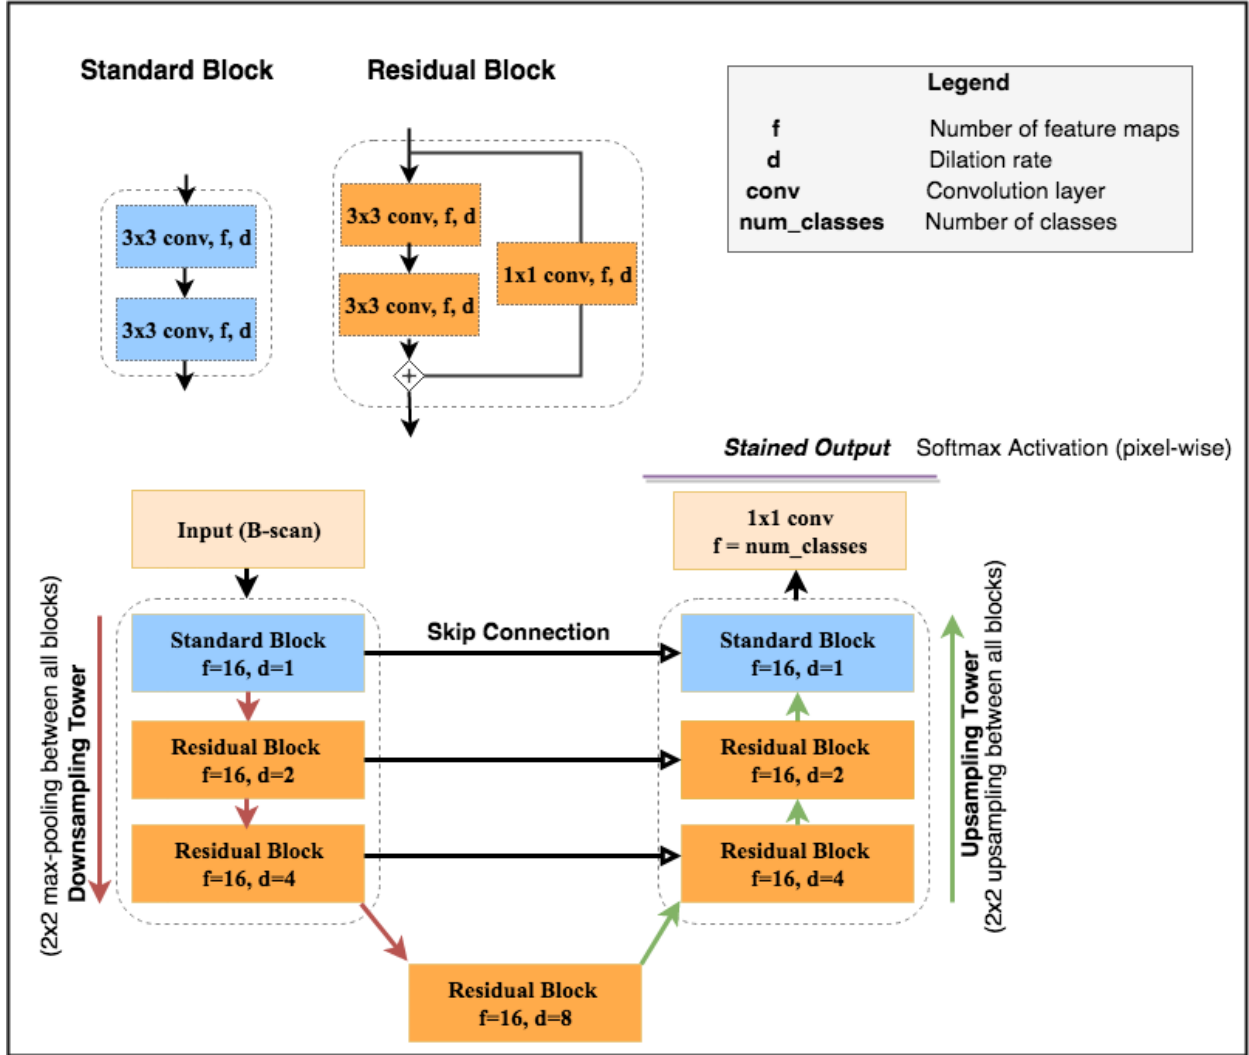 Standard Block
Residual Block
3x3 conv, f, d
3x3 conv, f, d
3x3 conv, f, d
3x3 conv, f, d
1x1 conv, f, d
+
Legend
f Number of feature maps
d Dilation rate
conv Convolution layer
num_classes Number of classes
Stained Output Softmax Activation (pixel-wise)
Input (B-scan)
1x1 conv
f = num_classes
(2x2 max-pooling between all blocks)
Downsampling Tower
Standard Block
f=16, d=1
Skip Connection
Standard Block
f=16, d=1
Residual Block
f=16, d=2
Residual Block
f=16, d=2
Residual Block
f=16, d=4
Residual Block
f=16, d=4
Upsampling Tower
(2x2 upsampling between all blocks)
Residual Block
f=16, d=8